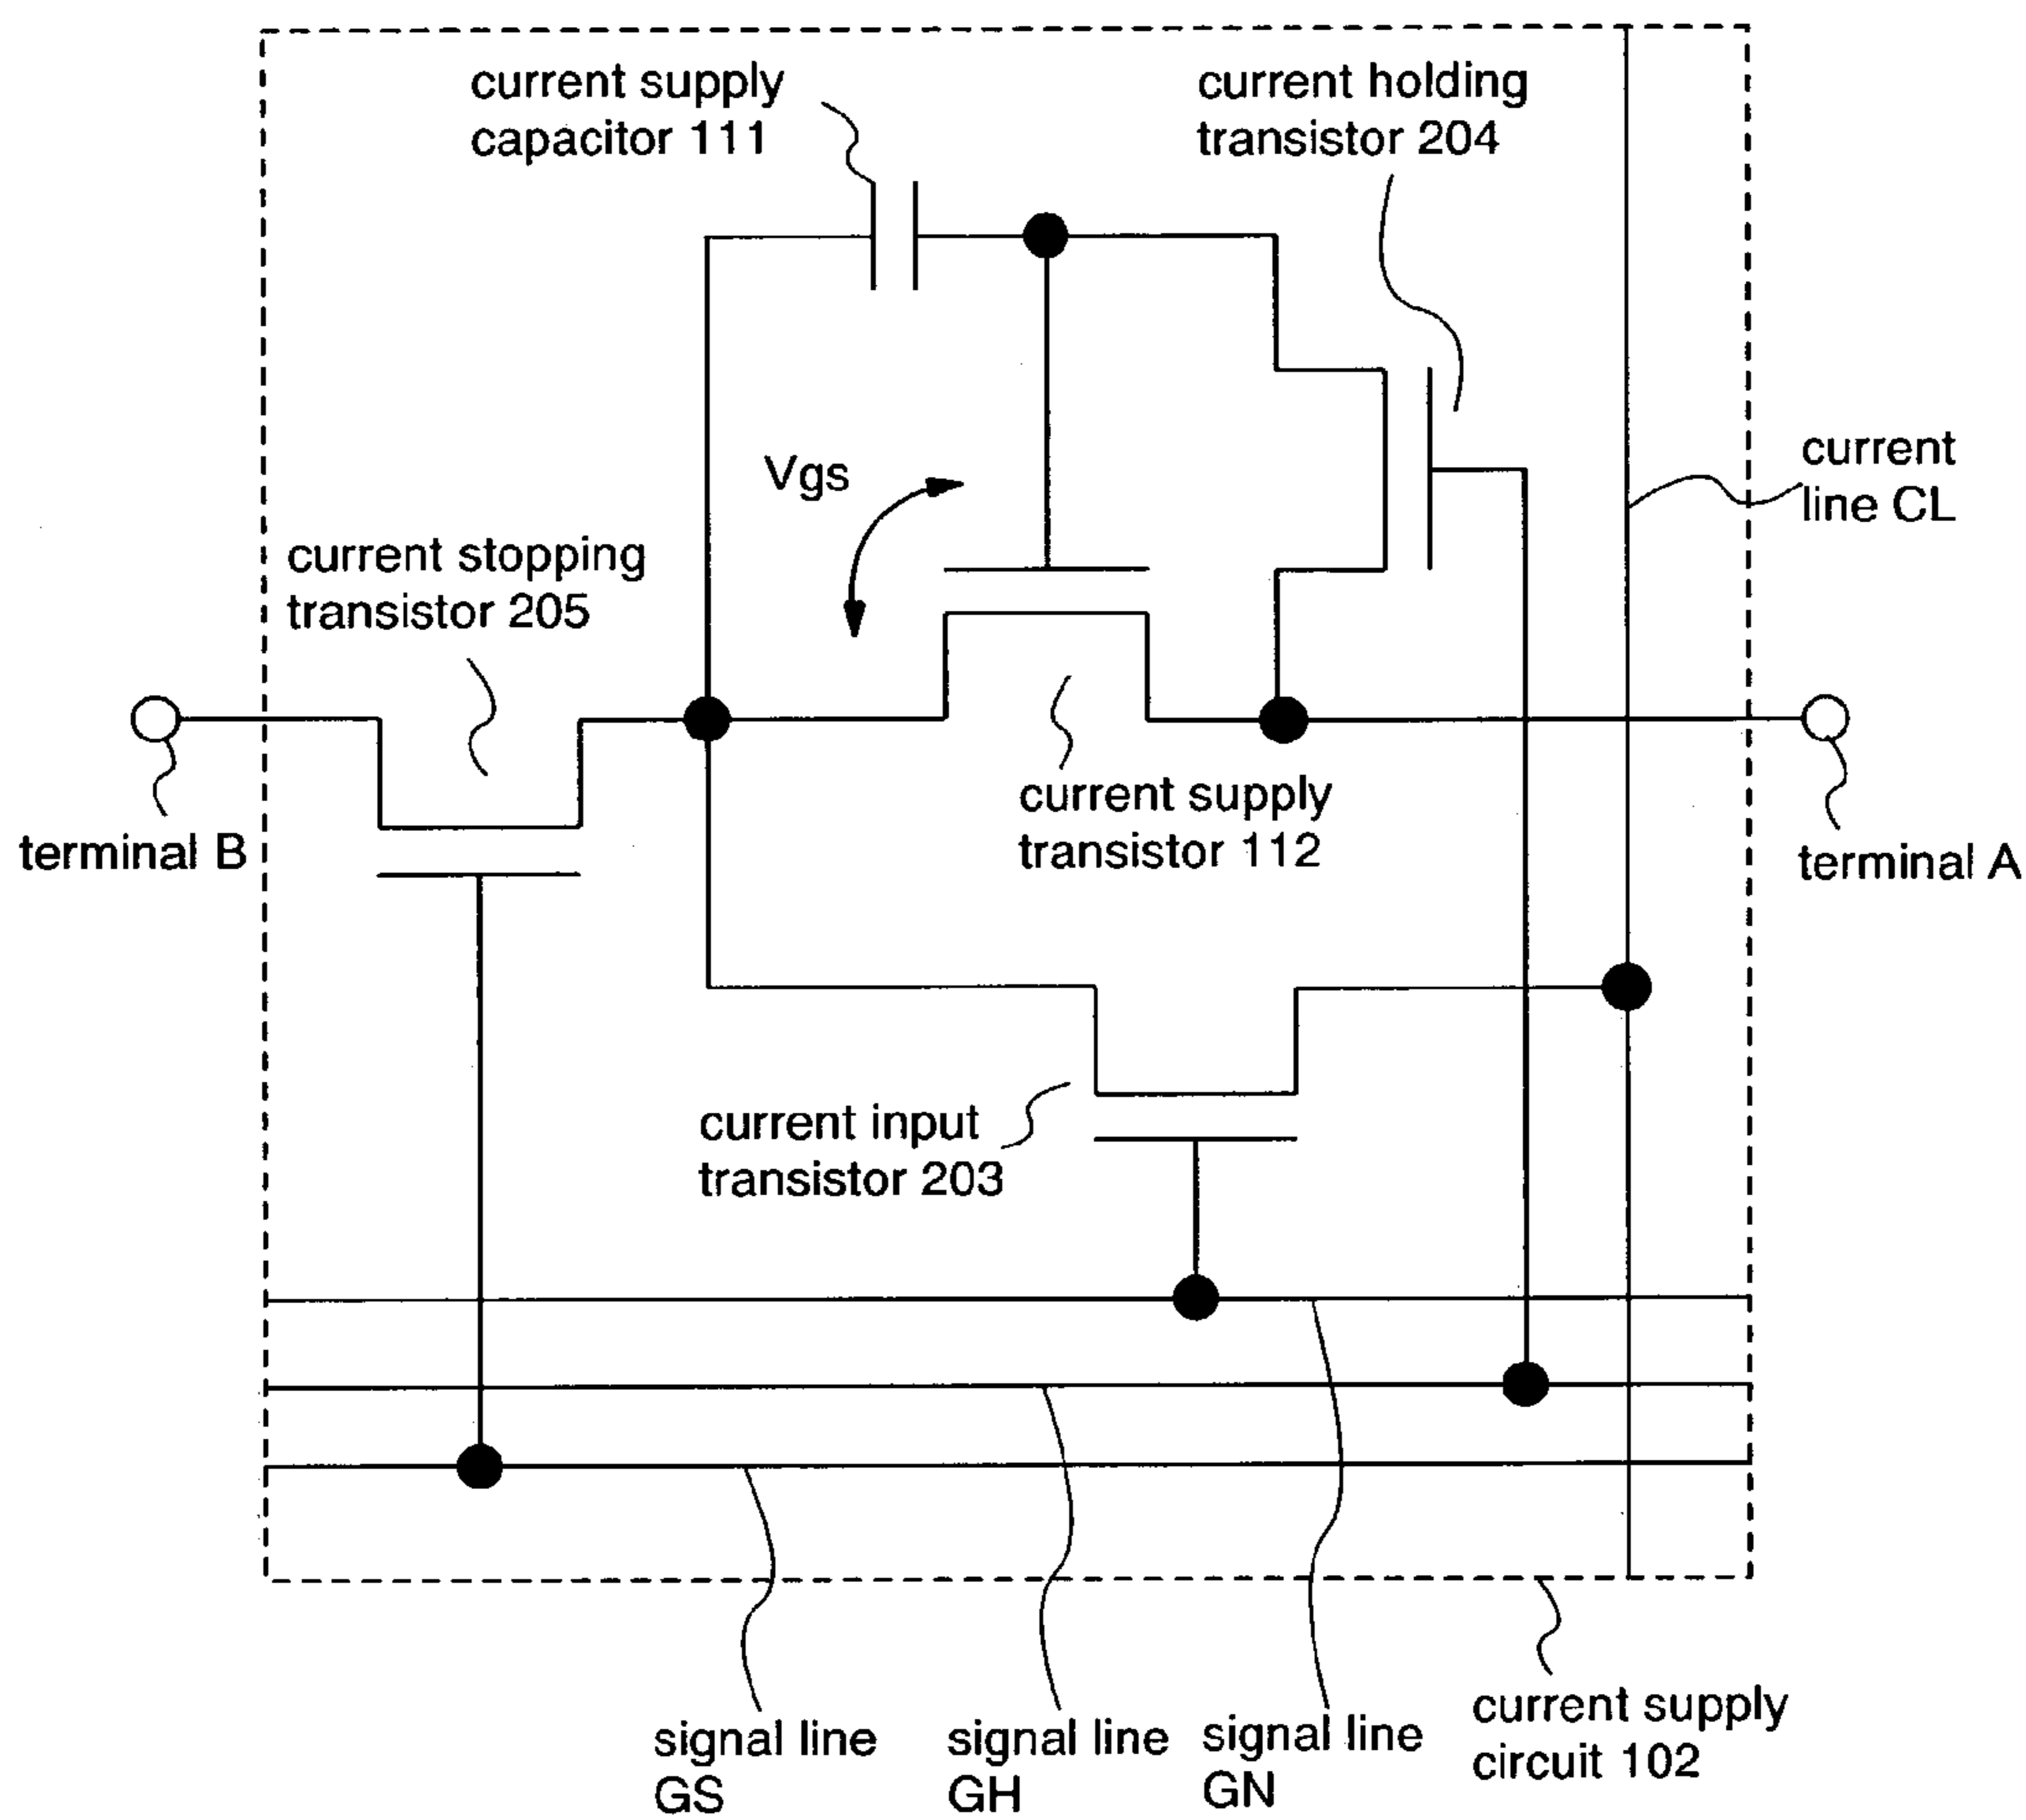 current supply
capacitor 111
current holding
transistor 204
current
line CL
Vgs
current stopping
transistor 205
current supply
transistor 112
terminal B
terminal A
current input
transistor 203
signal line
GS
signal line
GH
signal line
GN
current supply
circuit 102